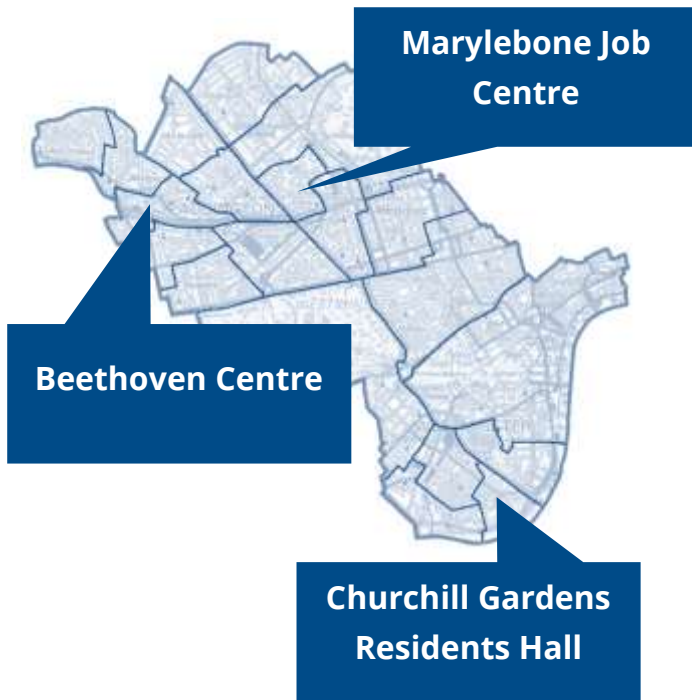 Marylebone Job
Centre
Beethoven Centre
Churchill Gardens
Residents Hall